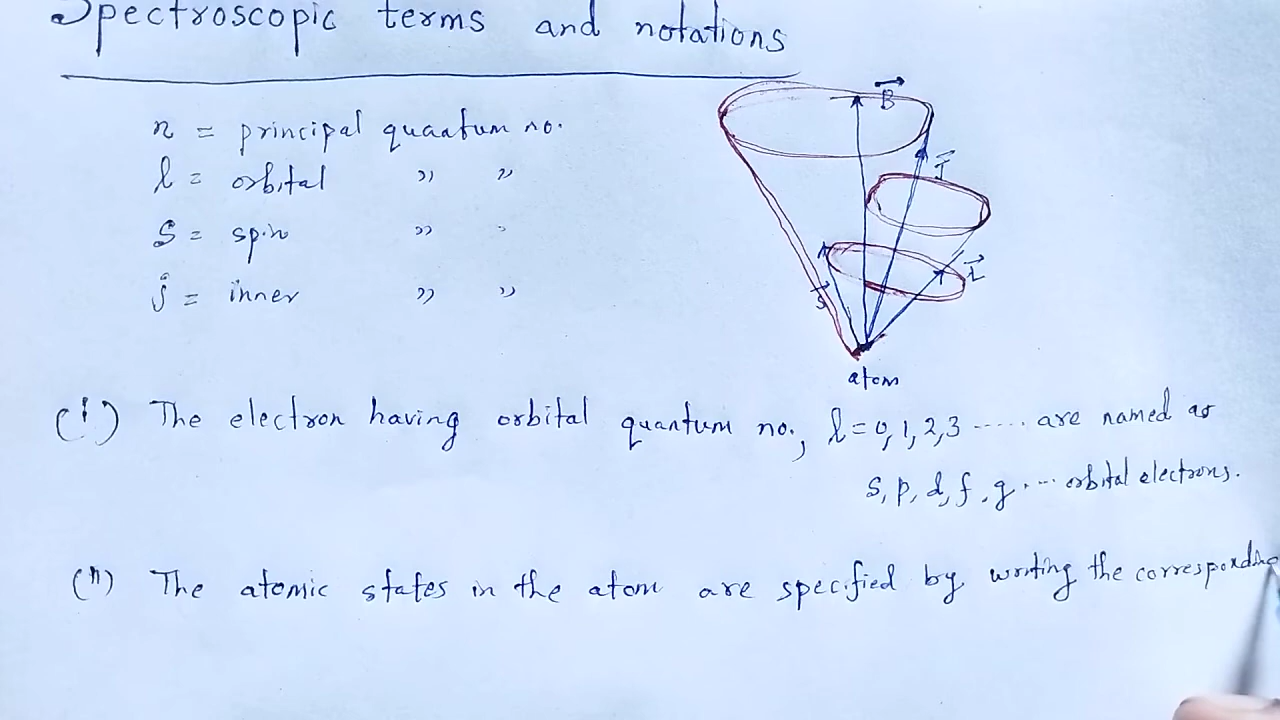 Spectroscopic terms and notations
n = principal quantum no.
l = orbital " "
S = spin " "
j = inner " "
B
J
L
S
atom
(i) The electron having orbital quantum no., l = 0, 1, 2, 3 ..... are named as
s, p, d, f, g .... orbital electrons.
(ii) The atomic states in the atom are specified by writing the corresponding